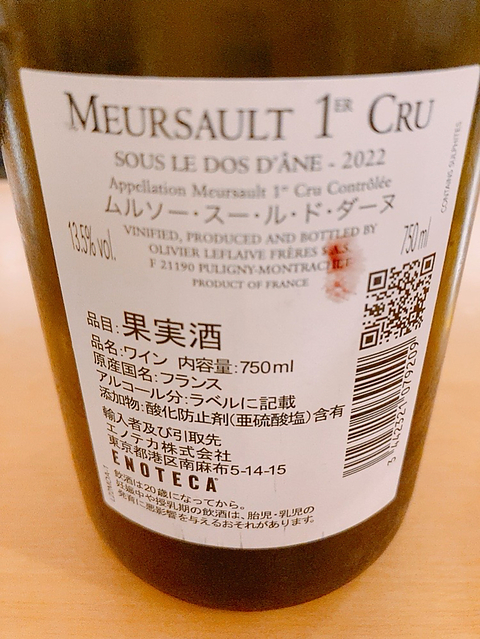 MEURSAULT 1ER CRU
SOUS LE DOS D'ÂNE - 2022
Appellation Meursault 1er Cru Contrôlée
ムルソー・スー・ル・ド・ダーヌ
13.5% vol.
VINIFIED, PRODUCED AND BOTTLED BY
OLIVIER LEFLAIVE FRÈRES S.A.S.
F 21190 PULIGNY-MONTRACHET
PRODUCT OF FRANCE
750 ml
CONTAINS SULPHITES
品目:果実酒
品名:ワイン 内容量:750ml
原産国名:フランス
アルコール分:ラベルに記載
添加物:酸化防止剤(亜硫酸塩)含有
輸入者及び引取先
エノテカ株式会社
東京都港区南麻布5-14-15
ENOTECA
飲酒は20歳になってから。
妊娠中や授乳期の飲酒は、胎児・乳児の
発育に悪影響を与えるおそれがあります。